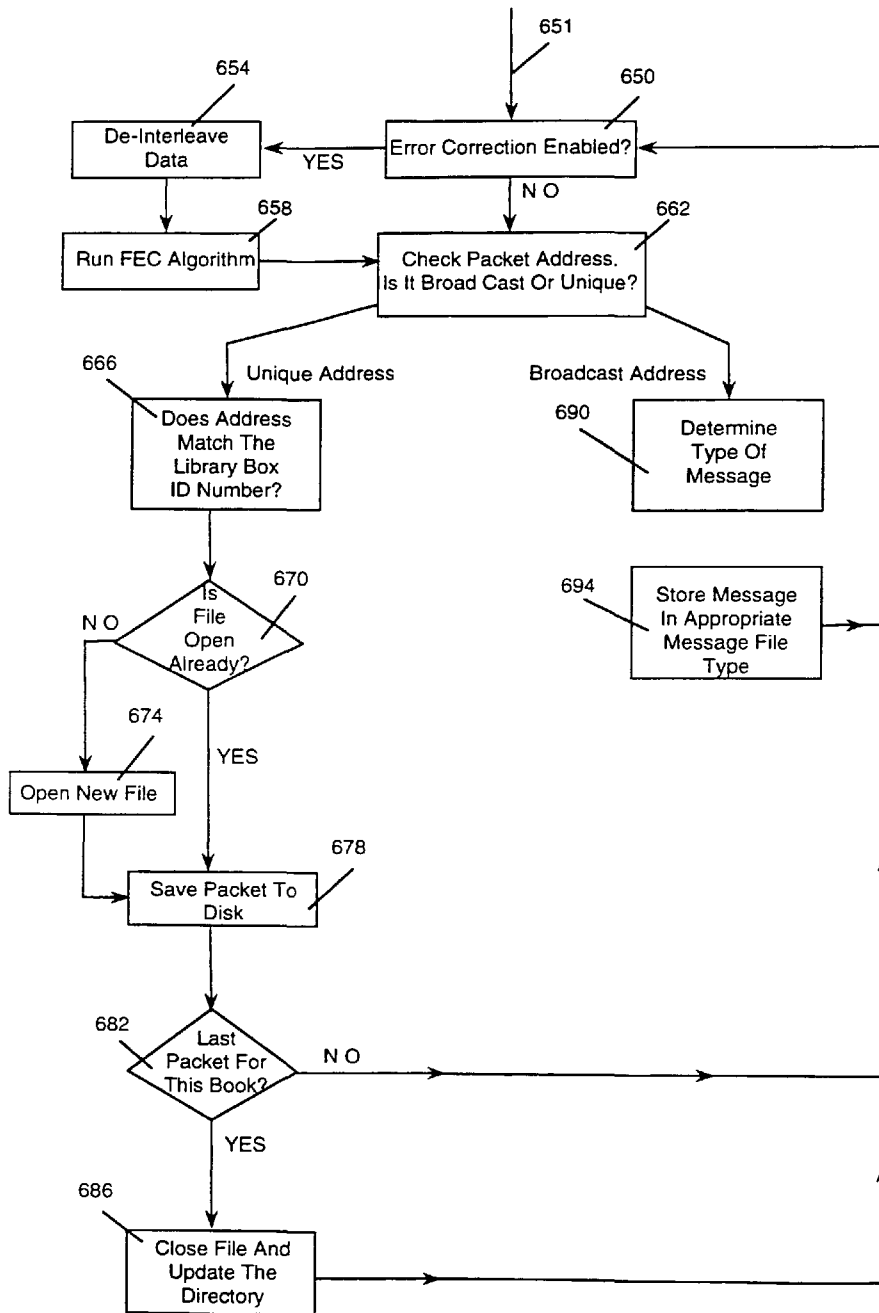 651
654
650
De-Interleave
Data
YES
Error Correction Enabled?
N O
658
662
Run FEC Algorithm
Check Packet Address.
Is It Broad Cast Or Unique?
666
Unique Address
Broadcast Address
Does Address
Match The
Library Box
ID Number?
690
Determine
Type Of
Message
670
Is
File
Open
Already?
N O
694
Store Message
In Appropriate
Message File
Type
674
YES
Open New File
678
Save Packet To
Disk
682
Last
Packet For
This Book?
N O
YES
686
Close File And
Update The
Directory